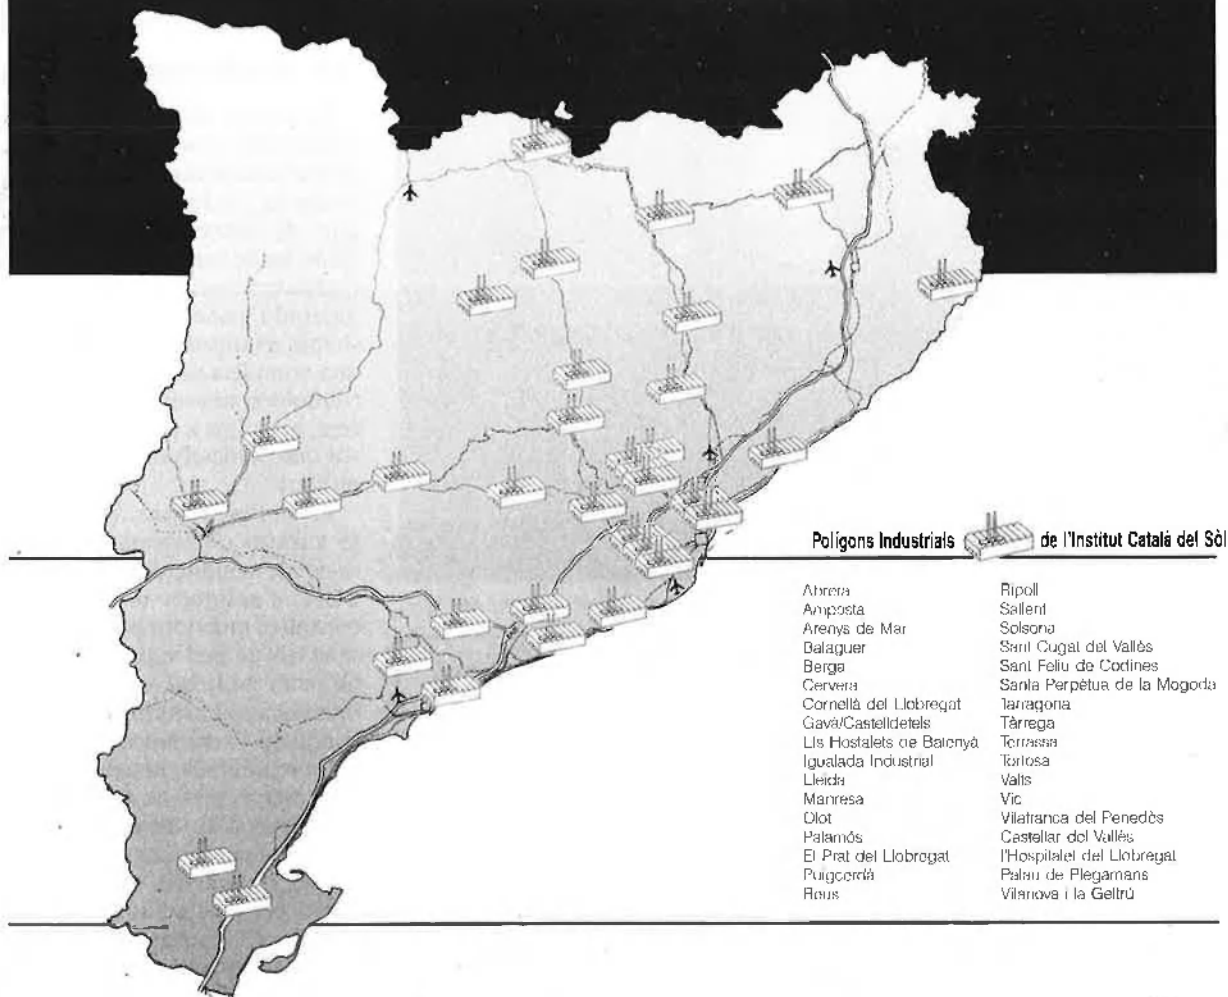 Polígons Industrials de l'Institut Català del Sòl
Abrera
Amposta
Arenys de Mar
Balaguer
Berga
Cervera
Cornellà del Llobregat
Gavà/Castelldefels
Lis Hostalets de Balenyà
Igualada Industrial
Lleida
Manresa
Olot
Palamós
El Prat del Llobregat
Puigcerdà
Reus
Ripoll
Sallent
Solsona
Sant Cugat del Vallès
Sant Feliu de Codines
Santa Perpètua de la Mogoda
Tarragona
Tàrrega
Terrassa
Tortosa
Valls
Vic
Vilafranca del Penedès
Castellar del Vallès
l'Hospitalet del Llobregat
Palau de Plegamans
Vilanova i la Geltrú